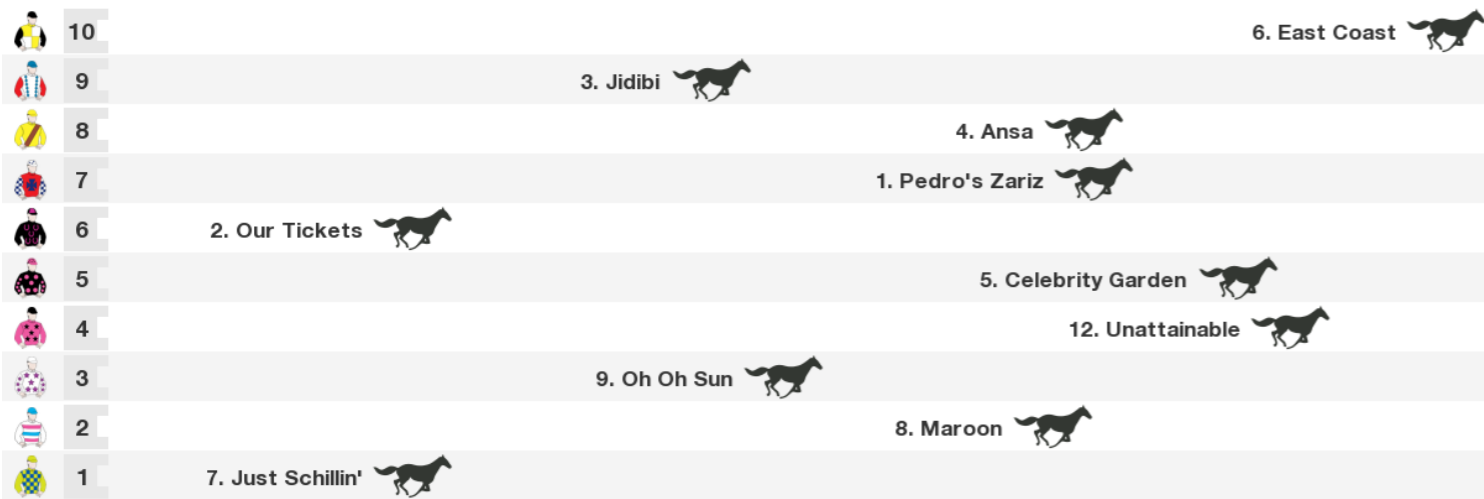 10 6. East Coast
9 3. Jidibi
8 4. Ansa
7 1. Pedro's Zariz
6 2. Our Tickets
5 5. Celebrity Garden
4 12. Unattainable
3 9. Oh Oh Sun
2 8. Maroon
1 7. Just Schillin'